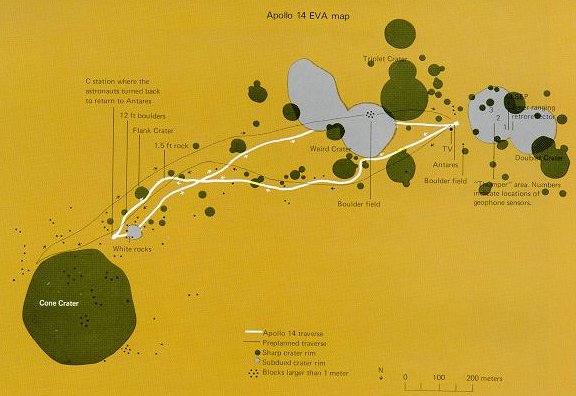 Apollo 14 EVA map
Triplet Crater
C station where the
astronauts turned back
to return to Antares
12 ft boulders
Flank Crater
1.5 ft rock
Weird Crater
Boulder field
TV
Antares
Boulder field
ranging
3
2
1
Crater
"Thumper" area. Numbers
indicate locations of
geophone sensors.
White rocks
Cone Crater
Apollo 14 traverse
Preplanned traverse
Sharp crater rim
Subdued crater rim
Blocks larger than 1 meter
N
0 100 200 meters